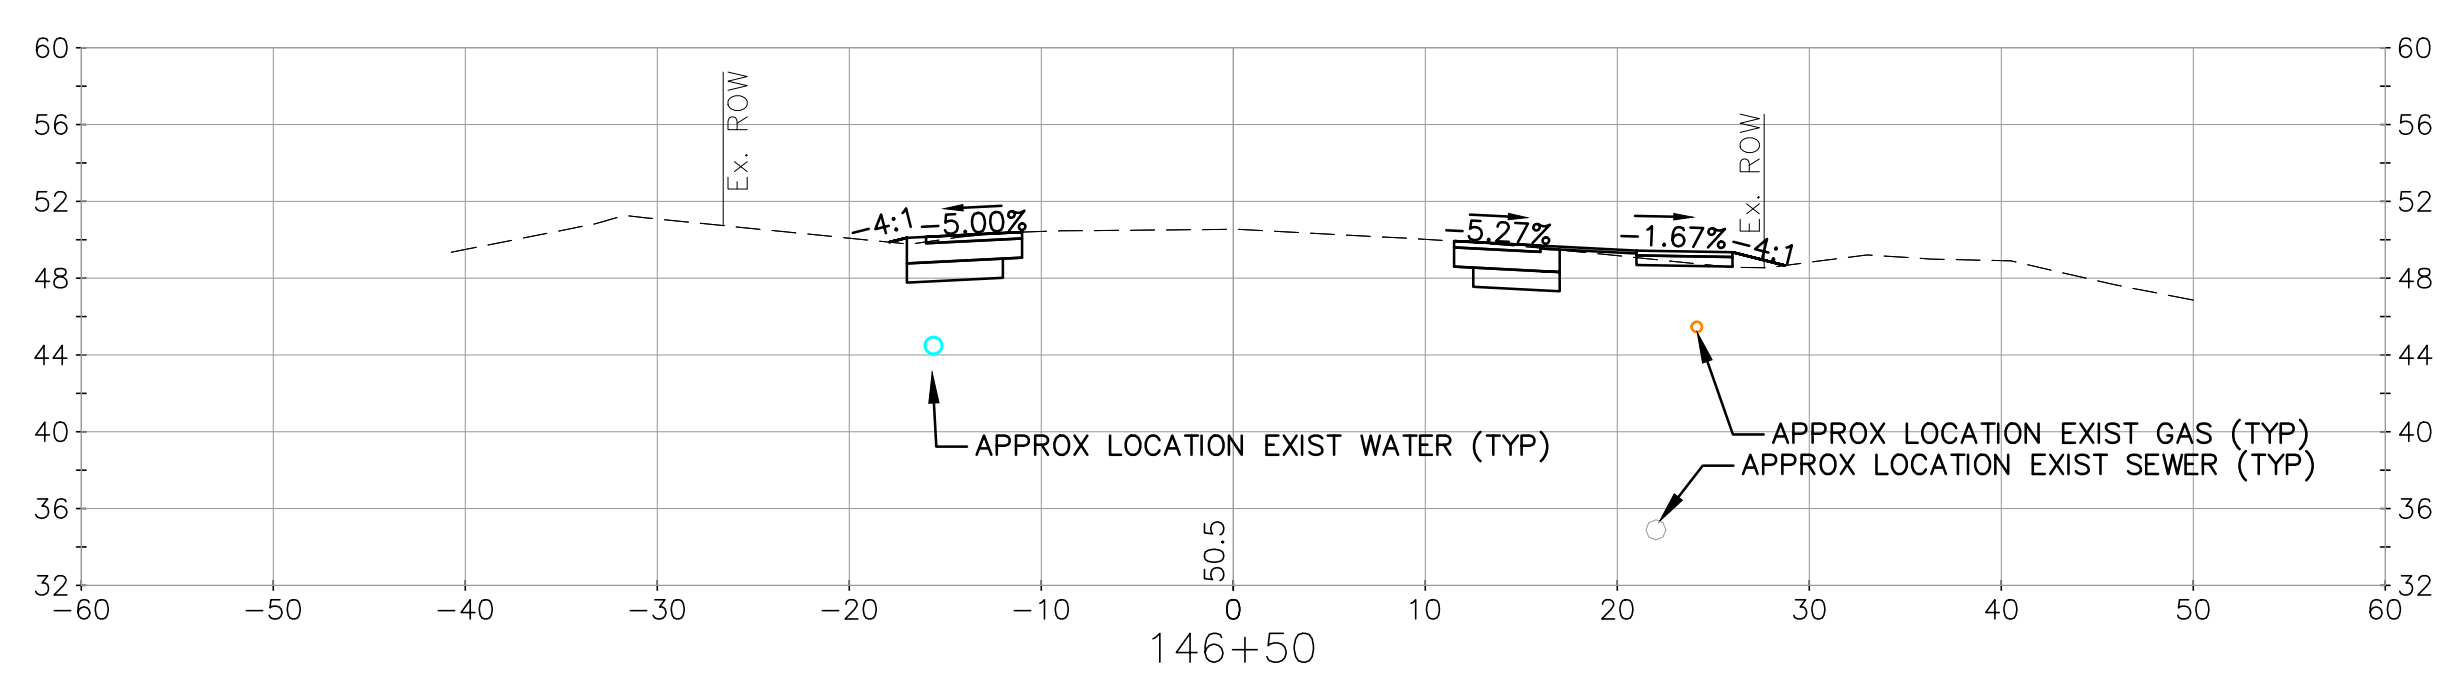 60 60
Ex. ROW
Ex. ROW
56 56
52 52
-4:1 -5.00% -5.27% -1.67% -4:1
48 48
44 44
APPROX LOCATION EXIST WATER (TYP)
APPROX LOCATION EXIST GAS (TYP)
40 40
APPROX LOCATION EXIST SEWER (TYP)
36 36
50.5
32 32
-60 -50 -40 -30 -20 -10 0 10 20 30 40 50 60
146+50